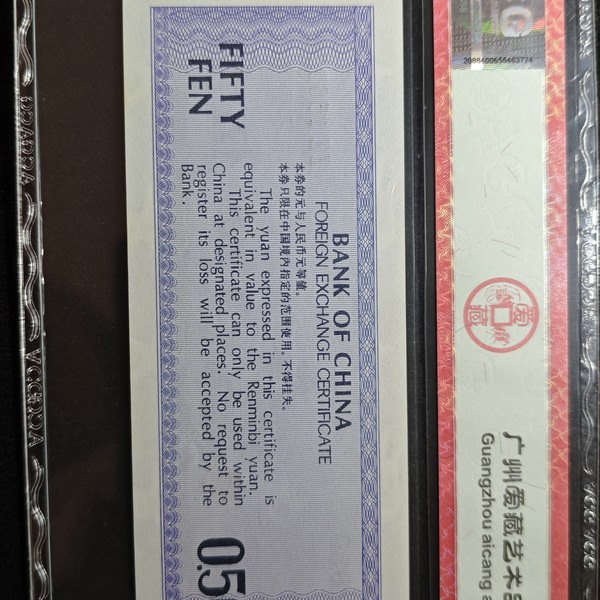 FIFTY
FEN
BANK OF CHINA
FOREIGN EXCHANGE CERTIFICATE
本券的元与人民币元等值。
本券只限在中国境内指定的范围使用。不得挂失。
The yuan expressed in this certificate is
equivalent in value to the Renminbi yuan.
This certificate can only be used within
China at designated places. No request to
register its loss will be accepted by the
Bank.
0.5
G
2088400655463774
广州爱藏艺术
Guangzhou aicang a